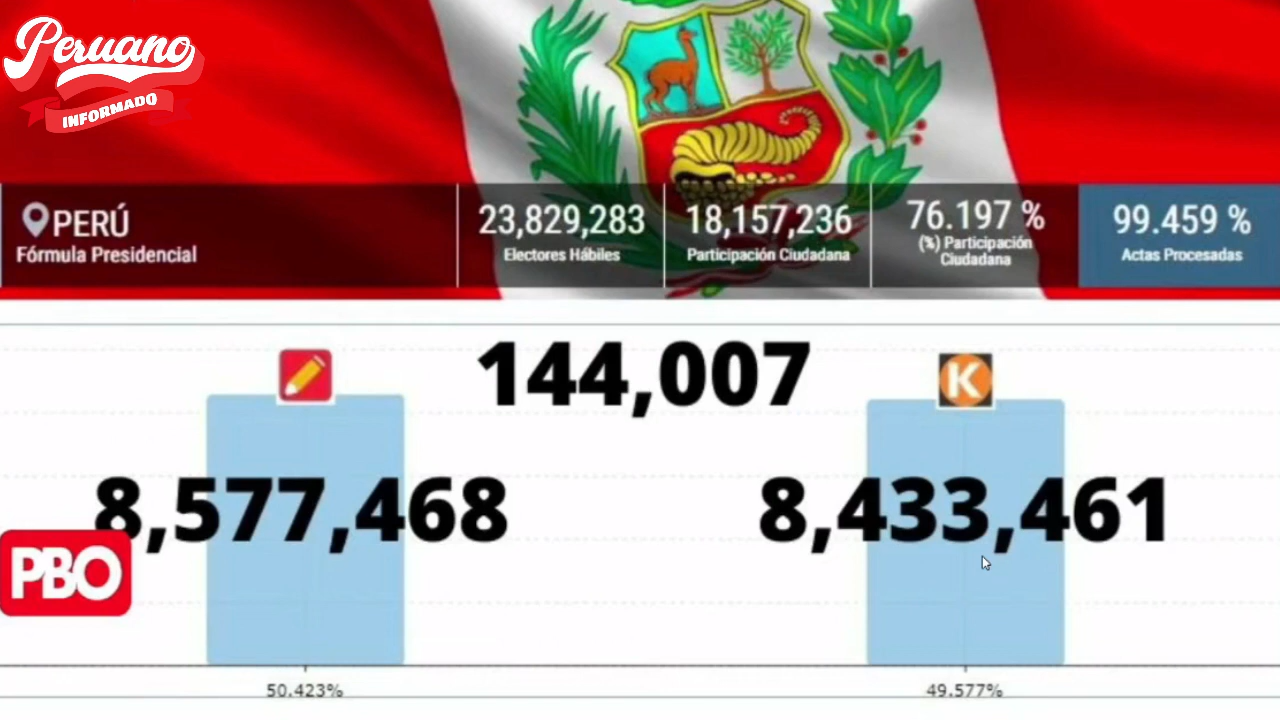 Peruano
INFORMADO
PERÚ
Fórmula Presidencial
23,829,283
Electores Hábiles
18,157,236
Participación Ciudadana
76.197 %
(%) Participación
Ciudadana
99.459 %
Actas Procesadas
144,007
K
8,577,468
8,433,461
PBO
50.423%
49.577%